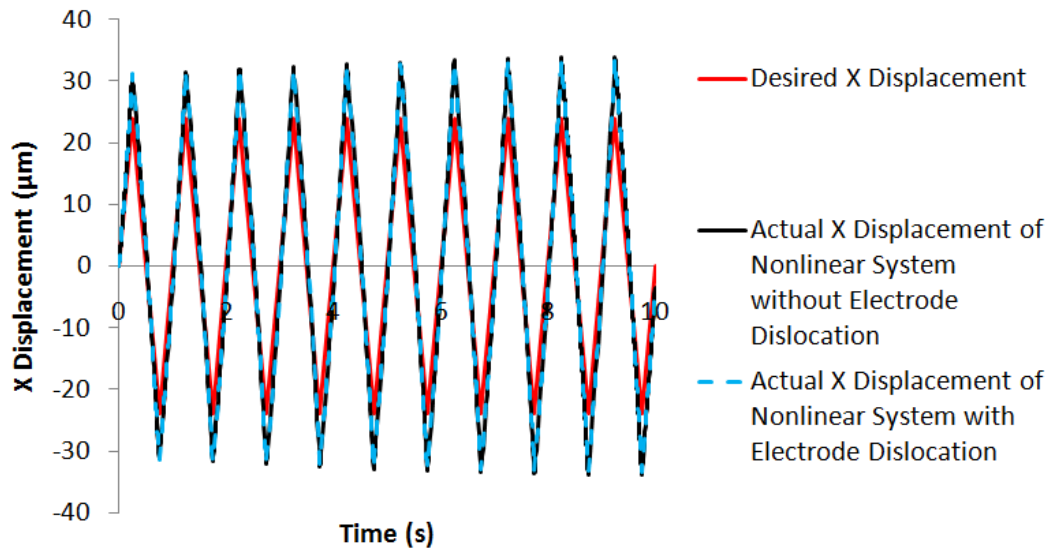 40
30
20
10
0
-10
-20
-30
-40
0
2
4
6
8
10
X Displacement (μm)
Time (s)
Desired X Displacement
Actual X Displacement of
Nonlinear System
without Electrode
Dislocation
Actual X Displacement of
Nonlinear System with
Electrode Dislocation